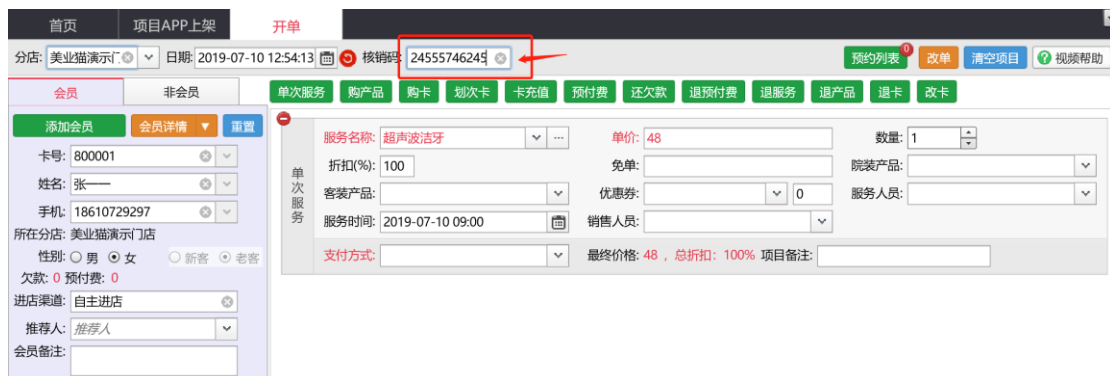 首页 项目APP上架 开单
分店: 美业猫演示门 日期: 2019-07-10 12:54:13 核销码: 24555746245 预约列表 0 改单 清空项目 视频帮助
会员 非会员 单次服务 购产品 购卡 划次卡 卡充值 预付费 还欠款 退预付费 退服务 退产品 退卡 改卡
添加会员 会员详情 重置
卡号: 800001
姓名: 张一一
手机: 18610729297
所在分店: 美业猫演示门店
性别: 男 女 新客 老客
欠款: 0 预付费: 0
进店渠道: 自主进店
推荐人: 推荐人
会员备注:
单次服务
服务名称: 超声波洁牙 单价: 48 数量: 1
折扣(%): 100 免单: 院装产品:
客装产品: 优惠券: 0 服务人员:
服务时间: 2019-07-10 09:00 销售人员:
支付方式: 最终价格: 48 , 总折扣: 100% 项目备注: